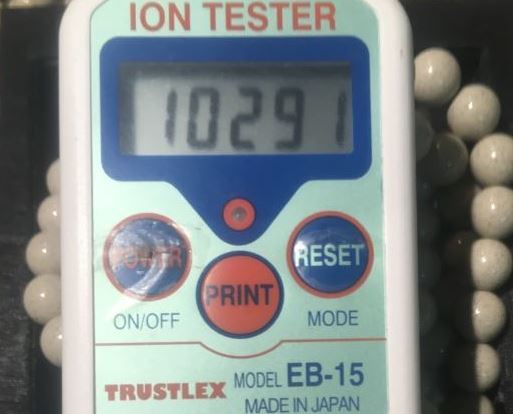 ION TESTER
10291
POWER
RESET
PRINT
ON/OFF
MODE
TRUSTLEX MODEL EB-15
MADE IN JAPAN